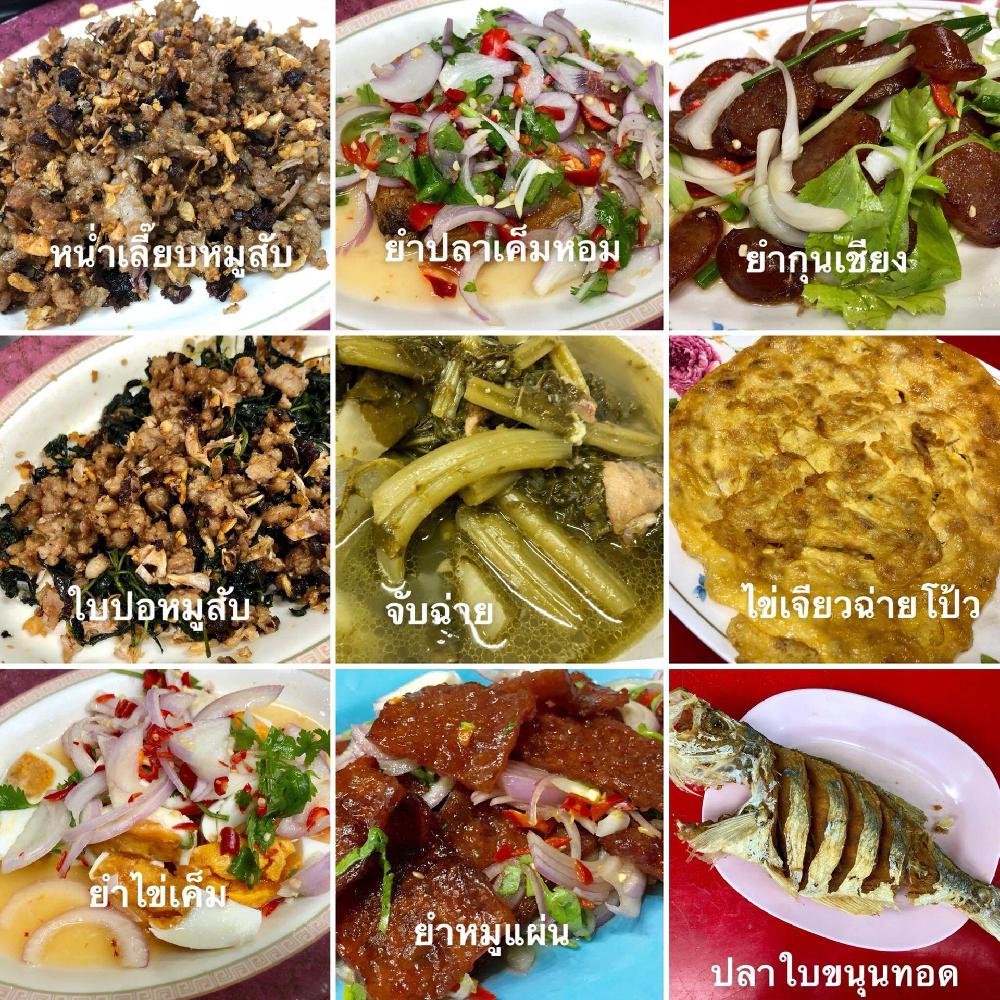 หน่ำเลี๊ยบหมูสับ
ยำปลาเค็มหอม
ยำกุนเชียง
ใบปอหมูสับ
จับฉ่าย
ไข่เจียวฉ่ายโป้ว
ยำไข่เค็ม
ยำหมูแผ่น
ปลาใบขนุนทอด